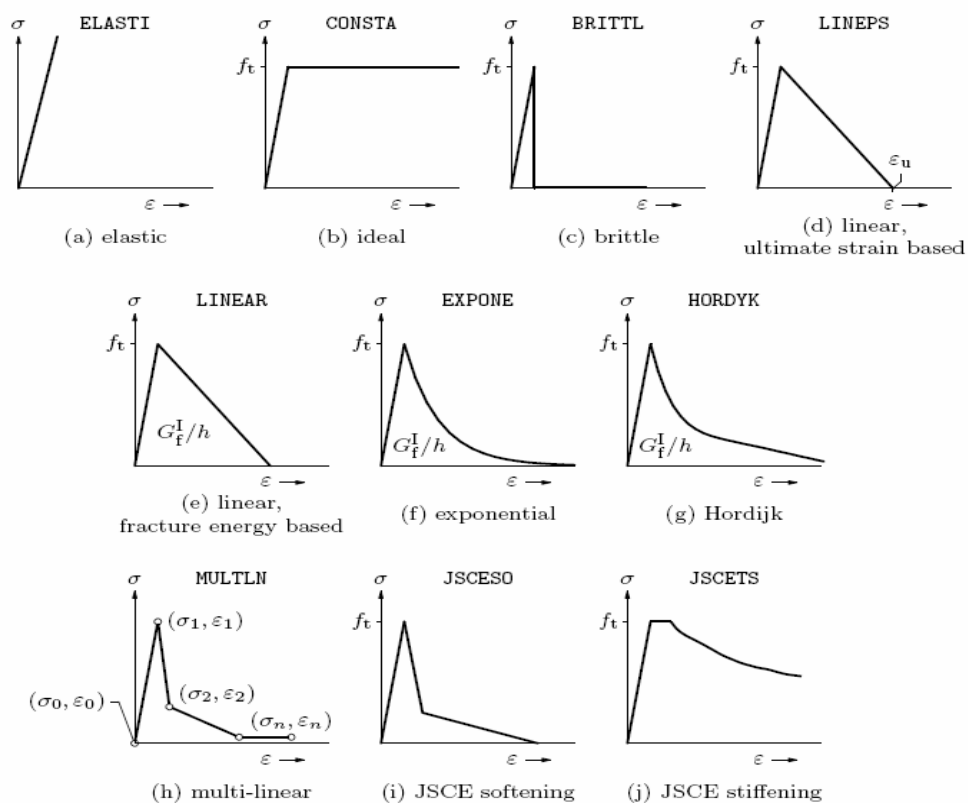 σ ELASTI
ε
(a) elastic
σ CONSTA
f_t
ε
(b) ideal
σ BRITTL
f_t
ε
(c) brittle
σ LINEPS
f_t
ε_u
ε
(d) linear,
ultimate strain based
σ LINEAR
f_t
G_f^I/h
ε
(e) linear,
fracture energy based
σ EXPONE
f_t
G_f^I/h
ε
(f) exponential
σ HORDYK
f_t
G_f^I/h
ε
(g) Hordijk
σ MULTLN
(σ_1, ε_1)
(σ_0, ε_0)
(σ_2, ε_2)
(σ_n, ε_n)
ε
(h) multi-linear
σ JSCESO
f_t
ε
(i) JSCE softening
σ JSCETS
f_t
ε
(j) JSCE stiffening